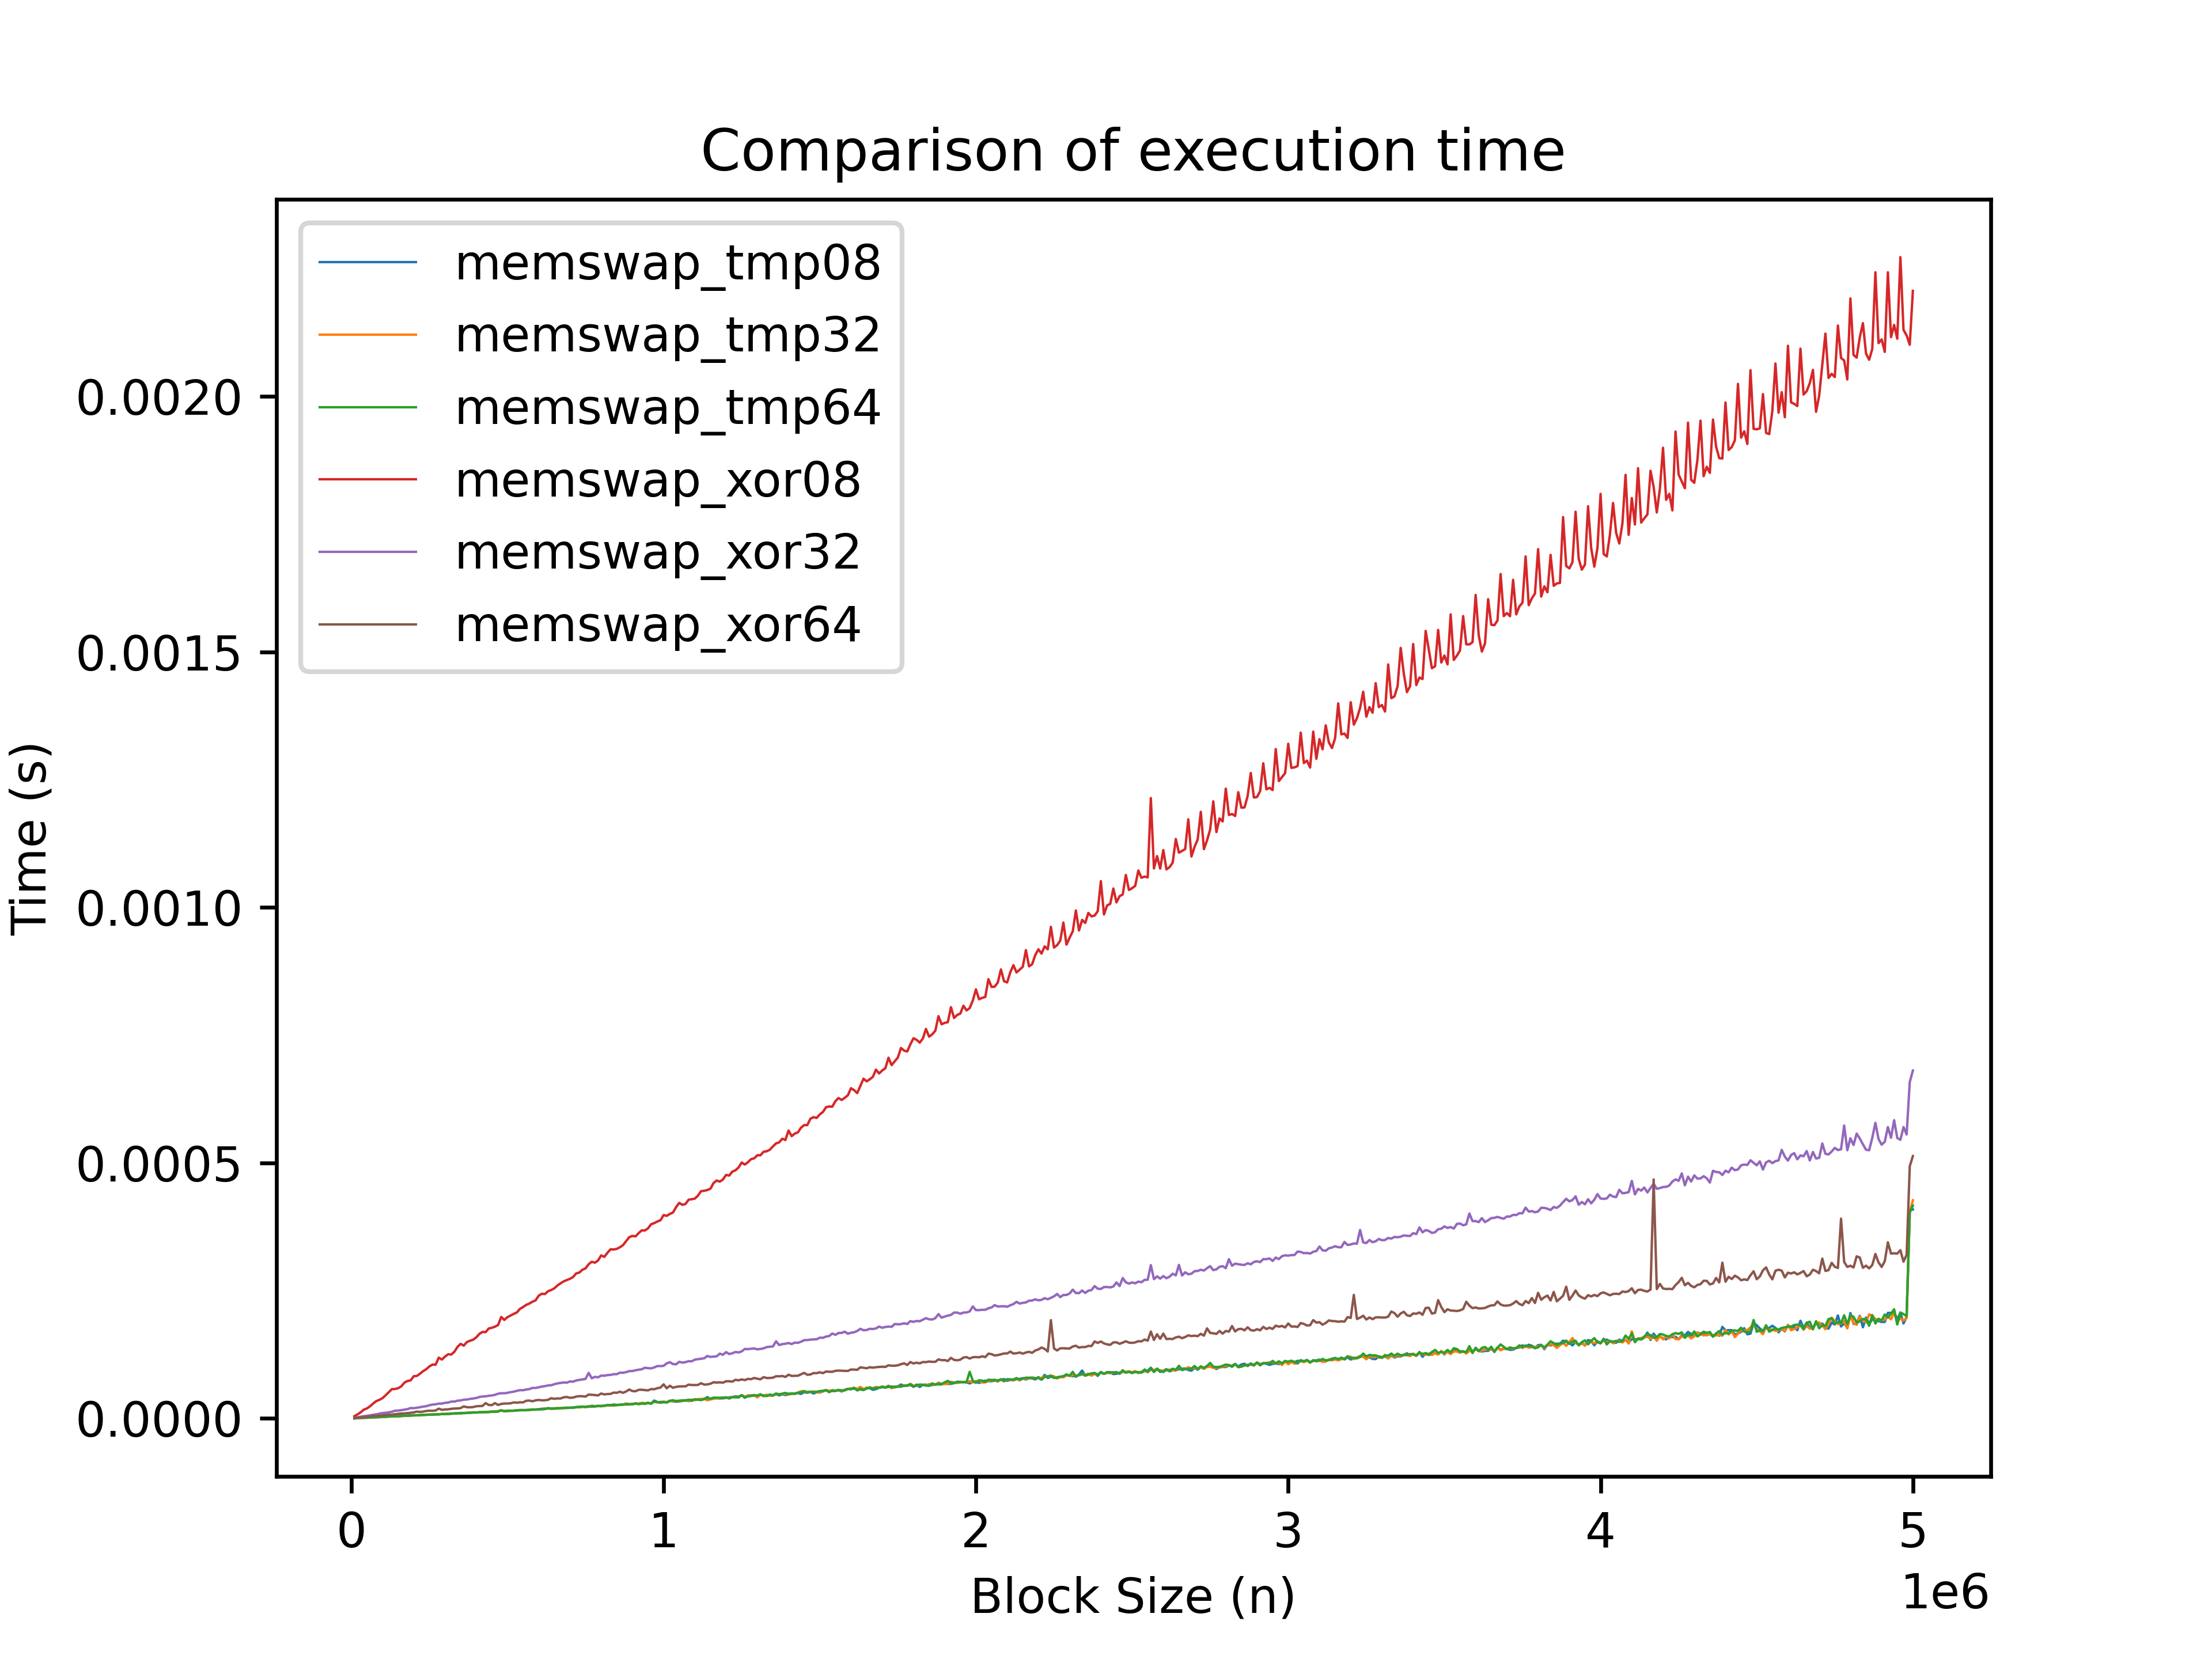 Comparison of execution time
memswap_tmp08
memswap_tmp32
memswap_tmp64
memswap_xor08
memswap_xor32
memswap_xor64
Time (s)
0.0020
0.0015
0.0010
0.0005
0.0000
0 1 2 3 4 5
1e6
Block Size (n)